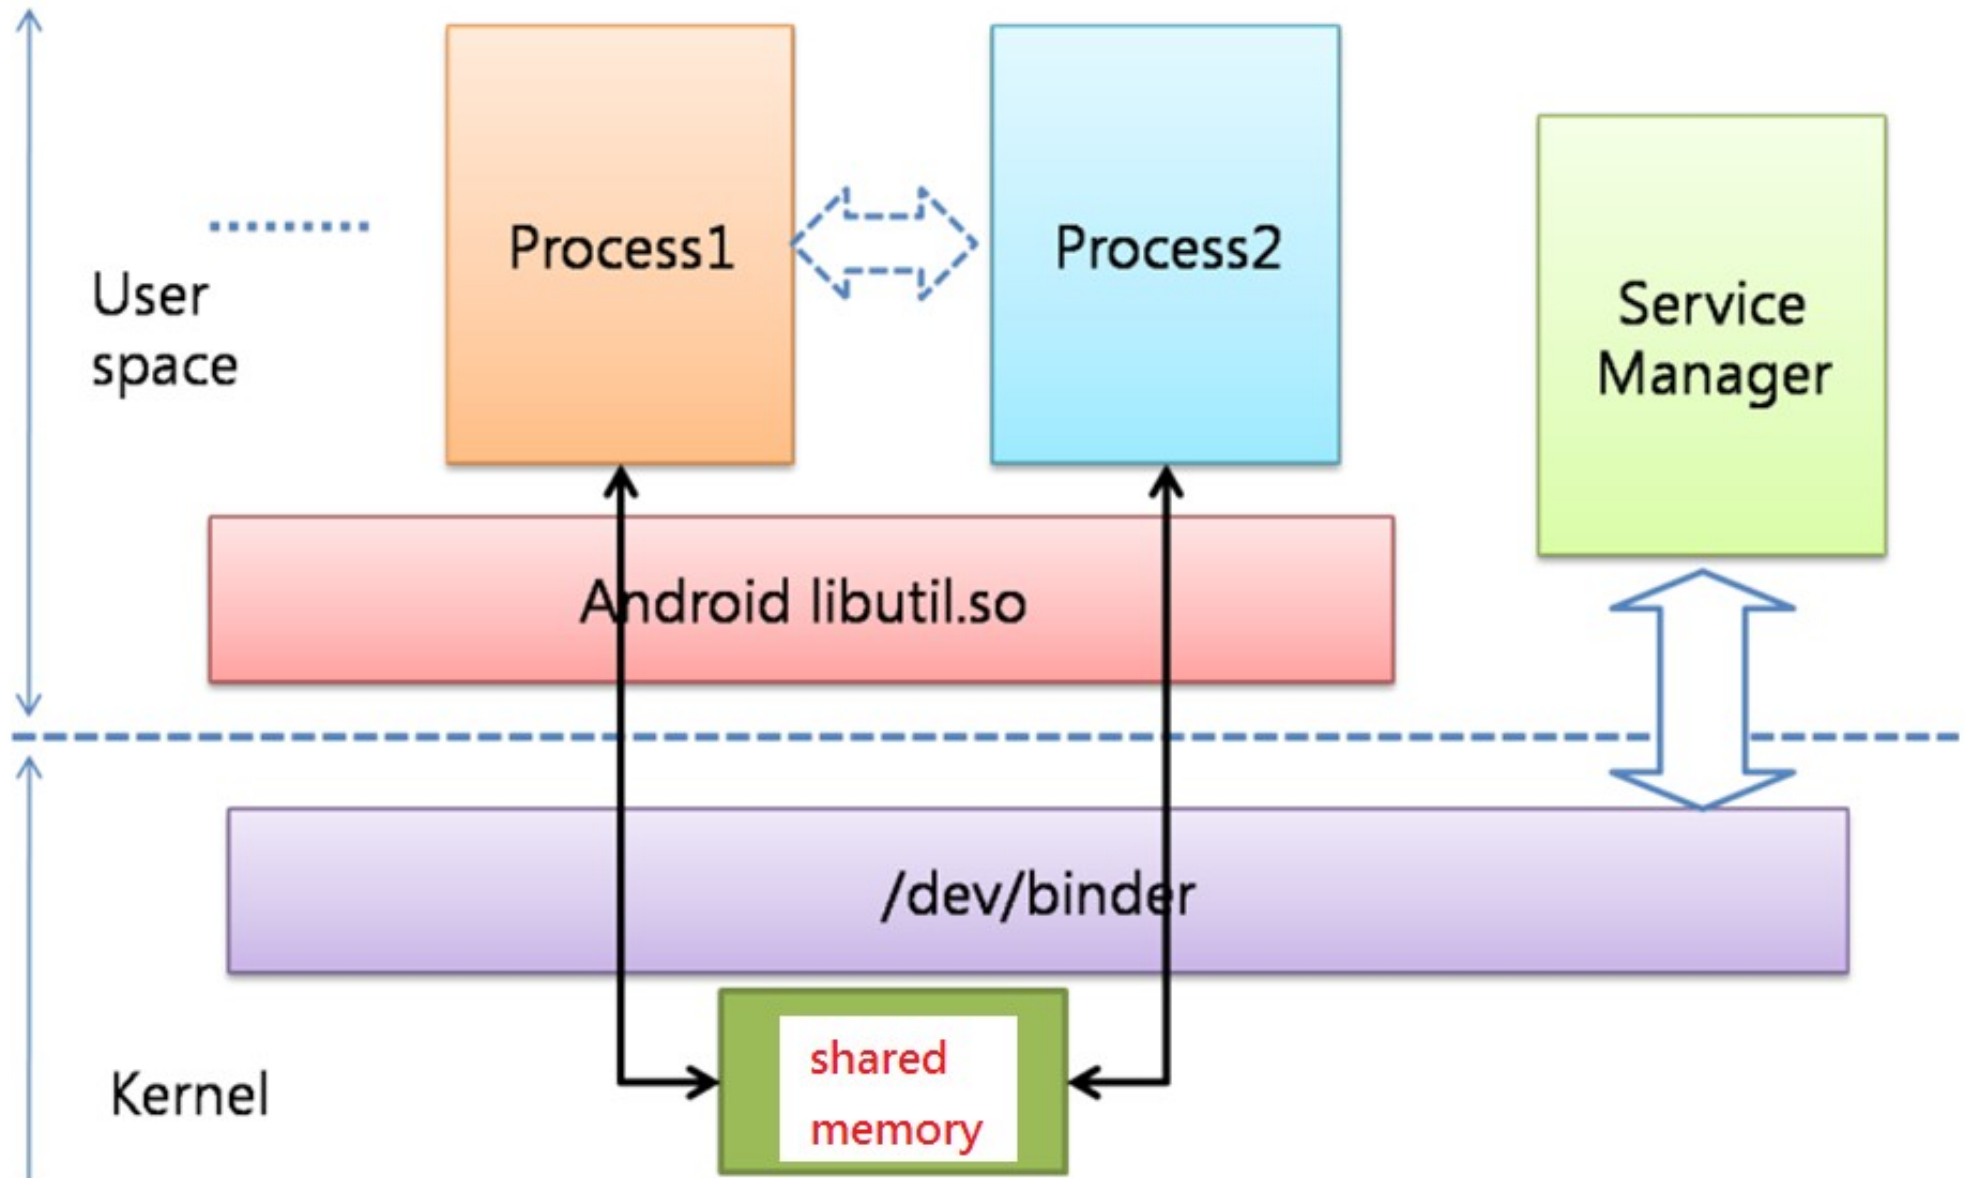 Process1
Process2
User
space
Service
Manager
Android libutil.so
/dev/binder
Kernel
shared
memory